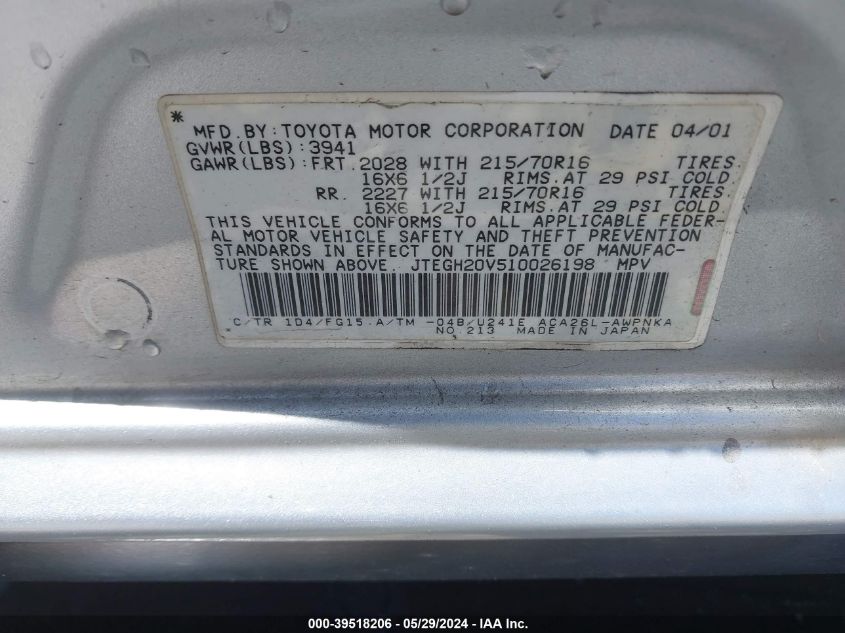 * MFD. BY: TOYOTA MOTOR CORPORATION DATE 04/01
GVWR(LBS): 3941
GAWR(LBS): FRT. 2028 WITH 215/70R16 TIRES
16X6 1/2J RIMS. AT 29 PSI COLD.
RR. 2227 WITH 215/70R16 TIRES
16X6 1/2J RIMS. AT 29 PSI COLD.
THIS VEHICLE CONFORMS TO ALL APPLICABLE FEDER-
AL MOTOR VEHICLE SAFETY AND THEFT PREVENTION
STANDARDS IN EFFECT ON THE DATE OF MANUFAC-
TURE SHOWN ABOVE. JTEGH20V510026198 MPV
C/TR 1D4/FG15. A/TM -04B/U241E ACA26L-AWPNKA
NO. 213 MADE IN JAPAN
000-39518206 - 05/29/2024 - IAA Inc.